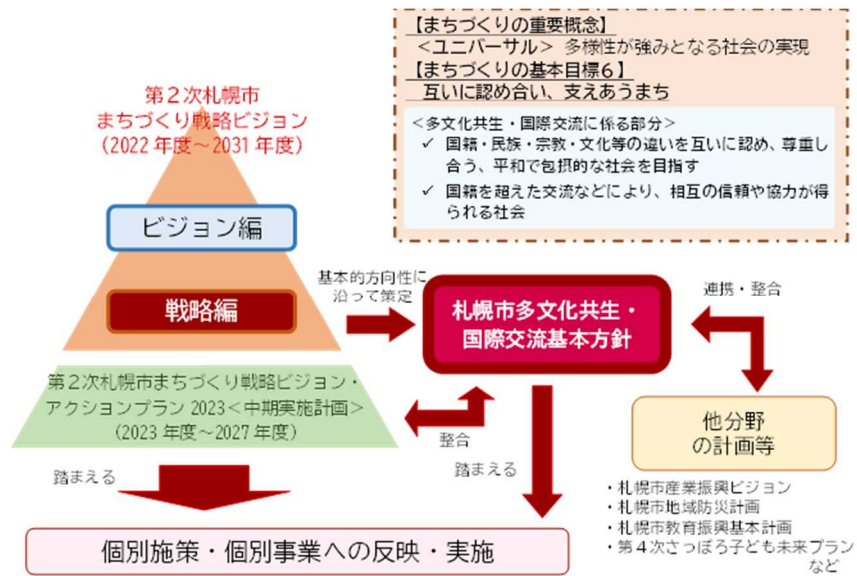 【まちづくりの重要概念】
＜ユニバーサル＞ 多様性が強みとなる社会の実現
【まちづくりの基本目標６】
互いに認め合い、支えあうまち
＜多文化共生・国際交流に係る部分＞
✓ 国籍・民族・宗教・文化等の違いを互いに認め、尊重し
合う、平和で包摂的な社会を目指す
✓ 国籍を超えた交流などにより、相互の信頼や協力が得
られる社会
第２次札幌市
まちづくり戦略ビジョン
（2022 年度～2031 年度）
ビジョン編
戦略編
基本的方向性に
沿って策定
札幌市多文化共生・
国際交流基本方針
連携・整合
第２次札幌市まちづくり戦略ビジョン・
アクションプラン 2023＜中期実施計画＞
（2023 年度～2027 年度）
整合
他分野
の計画等
踏まえる
踏まえる
・札幌市産業振興ビジョン
・札幌市地域防災計画
・札幌市教育振興基本計画
・第４次さっぽろ子ども未来プラン
など
個別施策・個別事業への反映・実施